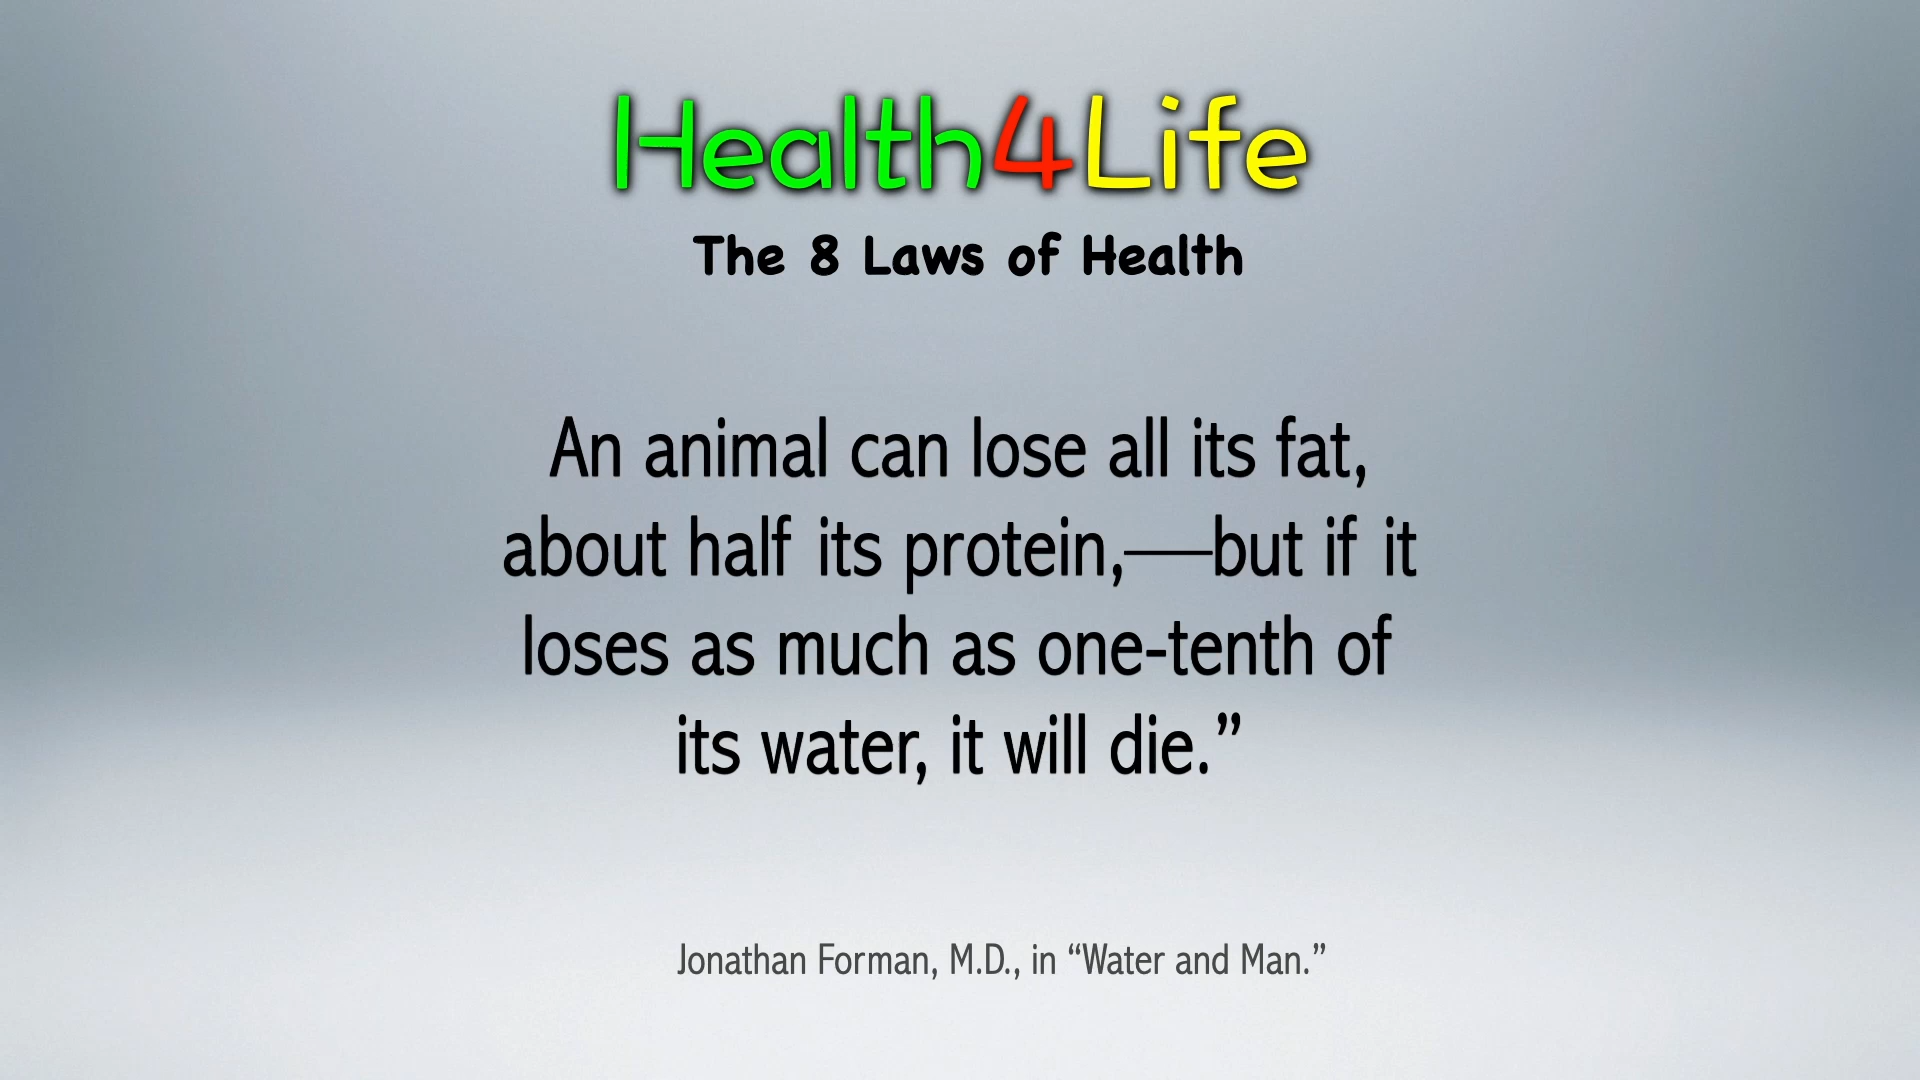 Health4Life
The 8 Laws of Health
An animal can lose all its fat,
about half its protein,—but if it
loses as much as one-tenth of
its water, it will die.”
Jonathan Forman, M.D., in “Water and Man.”